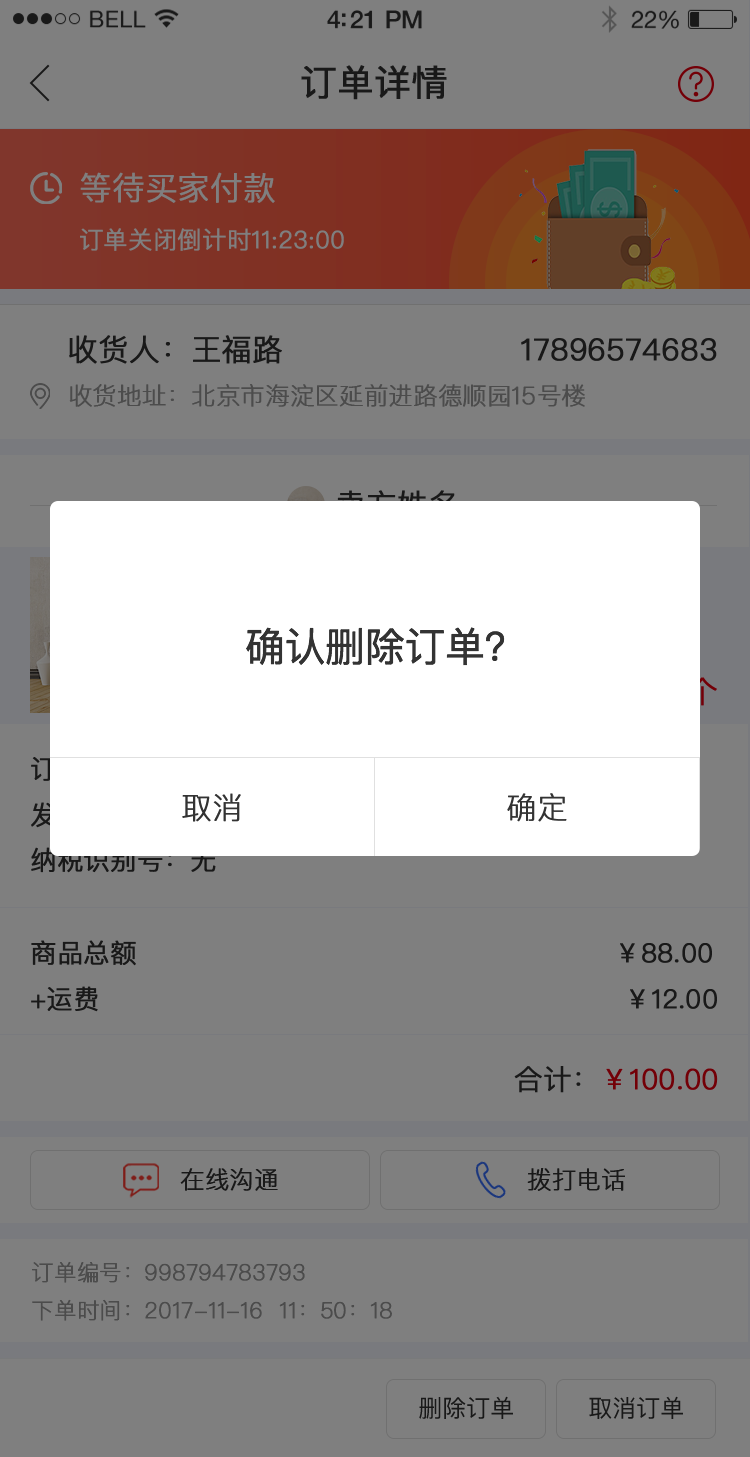 BELL 4:21 PM 22%
订单详情
等待买家付款
订单关闭倒计时11:23:00
收货人：王福路 17896574683
收货地址：北京市海淀区延前进路德顺园15号楼
卖方姓名
确认删除订单?
个
取消 确定
订
发
纳税识别号：无
商品总额 ¥88.00
+运费 ¥12.00
合计：¥100.00
在线沟通 拨打电话
订单编号：998794783793
下单时间：2017-11-16 11：50：18
删除订单 取消订单